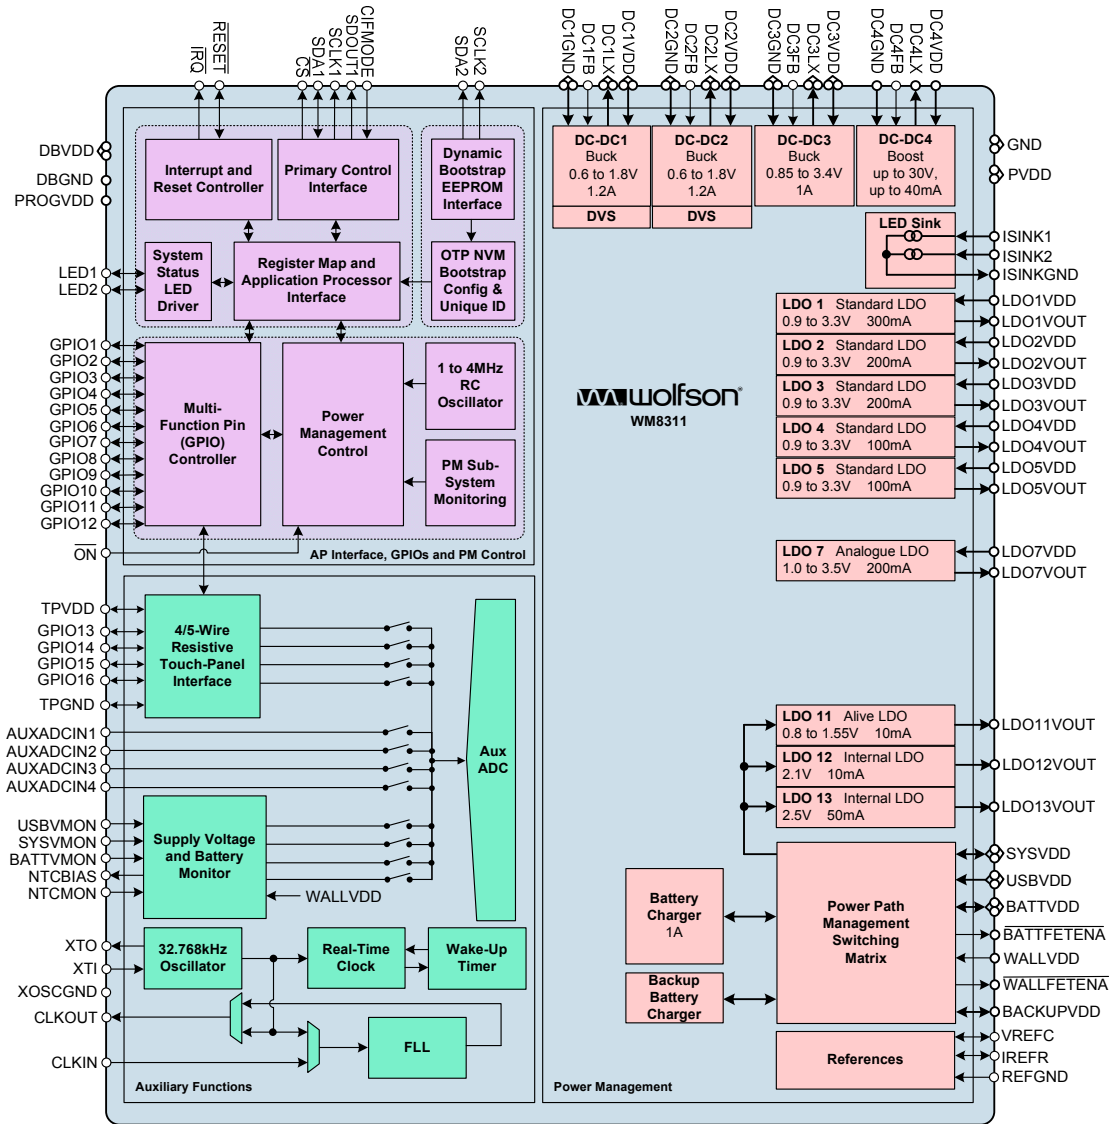 IRQ
RESET
CS
SDA1
SCLK1
SDOUT1
CIFMODE
SDA2
SCLK2
DC1GND
DC1FB
DC1LX
DC1VDD
DC2GND
DC2FB
DC2LX
DC2VDD
DC3GND
DC3FB
DC3LX
DC3VDD
DC4GND
DC4FB
DC4LX
DC4VDD
DBVDD
DBGND
PROGVDD
LED1
LED2
GPIO1
GPIO2
GPIO3
GPIO4
GPIO5
GPIO6
GPIO7
GPIO8
GPIO9
GPIO10
GPIO11
GPIO12
ON
TPVDD
GPIO13
GPIO14
GPIO15
GPIO16
TPGND
AUXADCIN1
AUXADCIN2
AUXADCIN3
AUXADCIN4
USBVMON
SYSVMON
BATTVMON
NTCBIAS
NTCMON
XTO
XTI
XOSCGND
CLKOUT
CLKIN
Interrupt and
Reset Controller
Primary Control
Interface
Dynamic
Bootstrap
EEPROM
Interface
System
Status
LED
Driver
Register Map and
Application Processor
Interface
OTP NVM
Bootstrap
Config &
Unique ID
Multi-
Function Pin
(GPIO)
Controller
Power
Management
Control
1 to 4MHz
RC
Oscillator
PM Sub-
System
Monitoring
AP Interface, GPIOs and PM Control
4/5-Wire
Resistive
Touch-Panel
Interface
Aux
ADC
Supply Voltage
and Battery
Monitor
WALLVDD
32.768kHz
Oscillator
Real-Time
Clock
Wake-Up
Timer
FLL
Auxiliary Functions
DC-DC1
Buck
0.6 to 1.8V
1.2A
DVS
DC-DC2
Buck
0.6 to 1.8V
1.2A
DVS
DC-DC3
Buck
0.85 to 3.4V
1A
DC-DC4
Boost
up to 30V,
up to 40mA
LED Sink
wolfson®
WM8311
LDO 1 Standard LDO
0.9 to 3.3V 300mA
LDO 2 Standard LDO
0.9 to 3.3V 200mA
LDO 3 Standard LDO
0.9 to 3.3V 200mA
LDO 4 Standard LDO
0.9 to 3.3V 100mA
LDO 5 Standard LDO
0.9 to 3.3V 100mA
LDO 7 Analogue LDO
1.0 to 3.5V 200mA
LDO 11 Alive LDO
0.8 to 1.55V 10mA
LDO 12 Internal LDO
2.1V 10mA
LDO 13 Internal LDO
2.5V 50mA
Battery
Charger
1A
Backup
Battery
Charger
Power Path
Management
Switching
Matrix
References
Power Management
GND
PVDD
ISINK1
ISINK2
ISINKGND
LDO1VDD
LDO1VOUT
LDO2VDD
LDO2VOUT
LDO3VDD
LDO3VOUT
LDO4VDD
LDO4VOUT
LDO5VDD
LDO5VOUT
LDO7VDD
LDO7VOUT
LDO11VOUT
LDO12VOUT
LDO13VOUT
SYSVDD
USBVDD
BATTVDD
BATTFETENA
WALLVDD
WALLFETENA
BACKUPVDD
VREFC
IREFR
REFGND